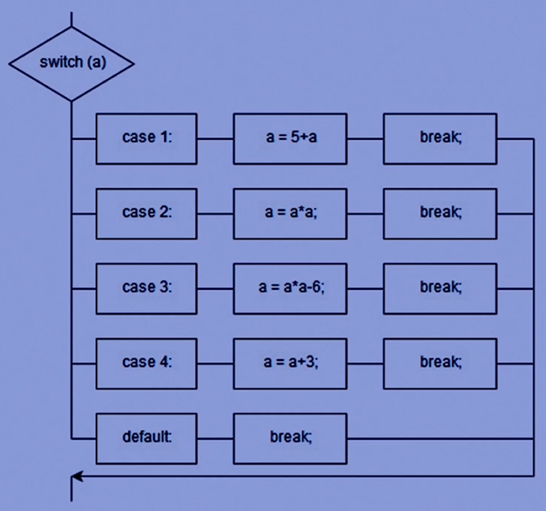 switch (a)
case 1: a = 5+a break;
case 2: a = a*a; break;
case 3: a = a*a-6; break;
case 4: a = a+3; break;
default: break;